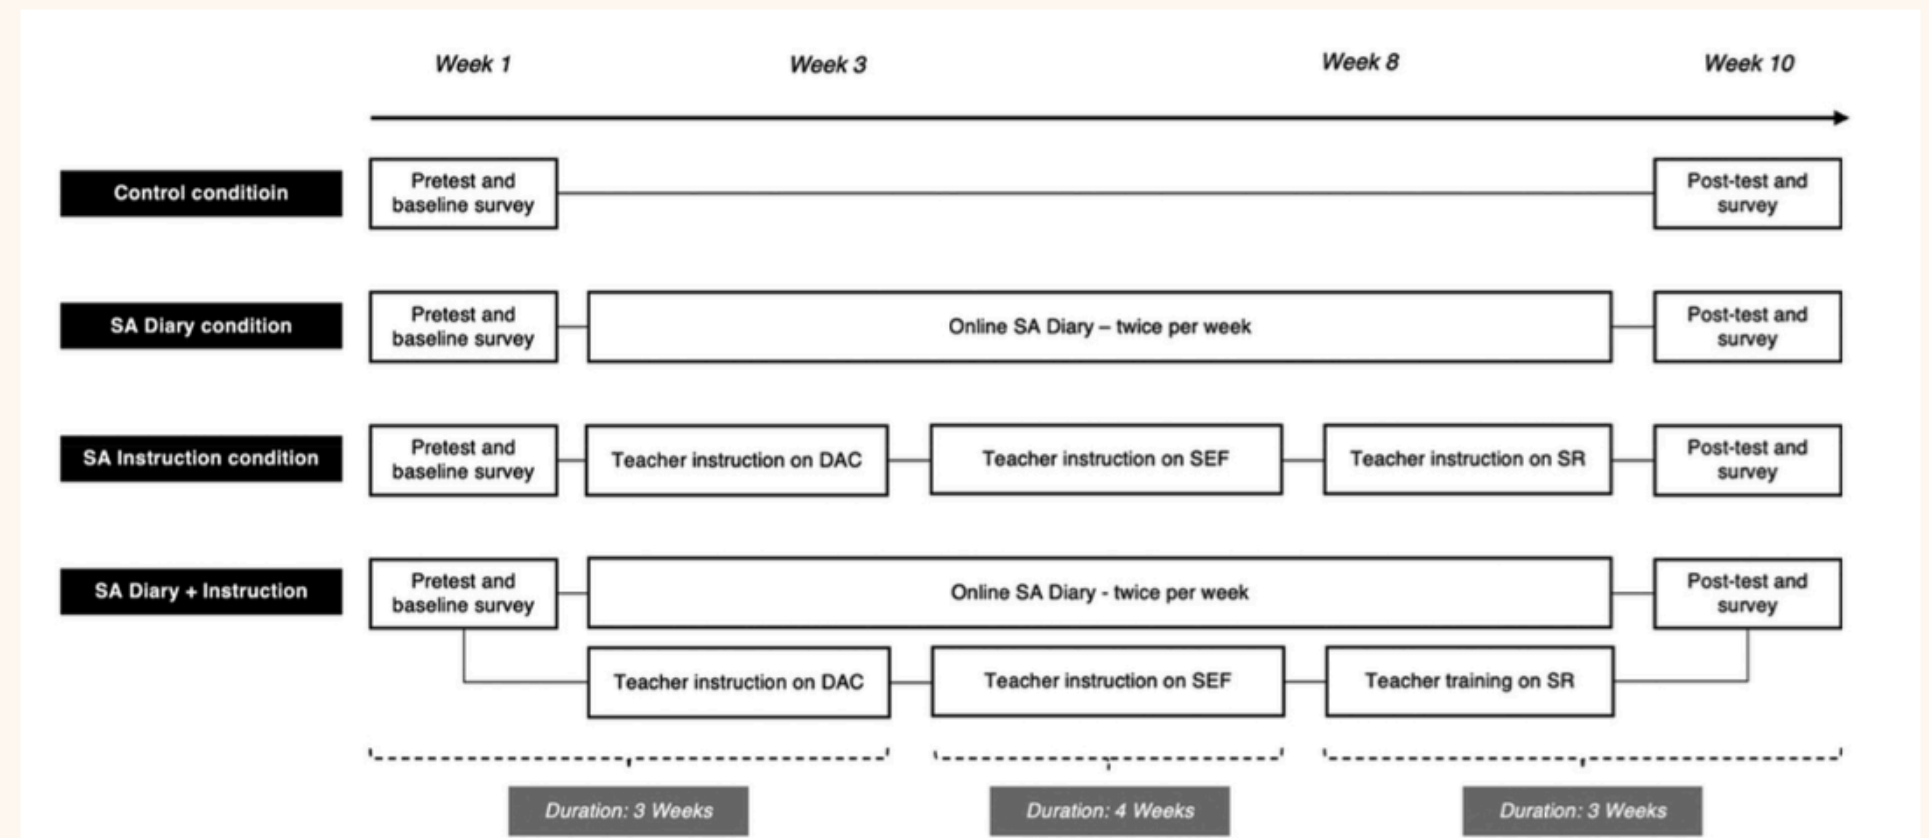 Week 1
Week 3
Week 8
Week 10
Control conditioin
Pretest and
baseline survey
Post-test and
survey
SA Diary condition
Pretest and
baseline survey
Online SA Diary – twice per week
Post-test and
survey
SA Instruction condition
Pretest and
baseline survey
Teacher instruction on DAC
Teacher instruction on SEF
Teacher instruction on SR
Post-test and
survey
SA Diary + Instruction
Pretest and
baseline survey
Online SA Diary - twice per week
Post-test and
survey
Teacher instruction on DAC
Teacher instruction on SEF
Teacher training on SR
Duration: 3 Weeks
Duration: 4 Weeks
Duration: 3 Weeks